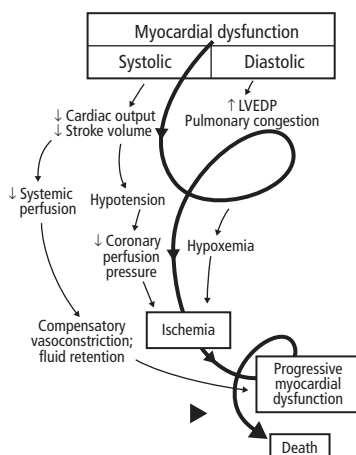 Myocardial dysfunction
Systolic
Diastolic
↓ Cardiac output
↓ Stroke volume
↑ LVEDP
Pulmonary congestion
↓ Systemic
perfusion
Hypotension
↓ Coronary
perfusion
pressure
Hypoxemia
Compensatory
vasoconstriction;
fluid retention
Ischemia
Progressive
myocardial
dysfunction
Death